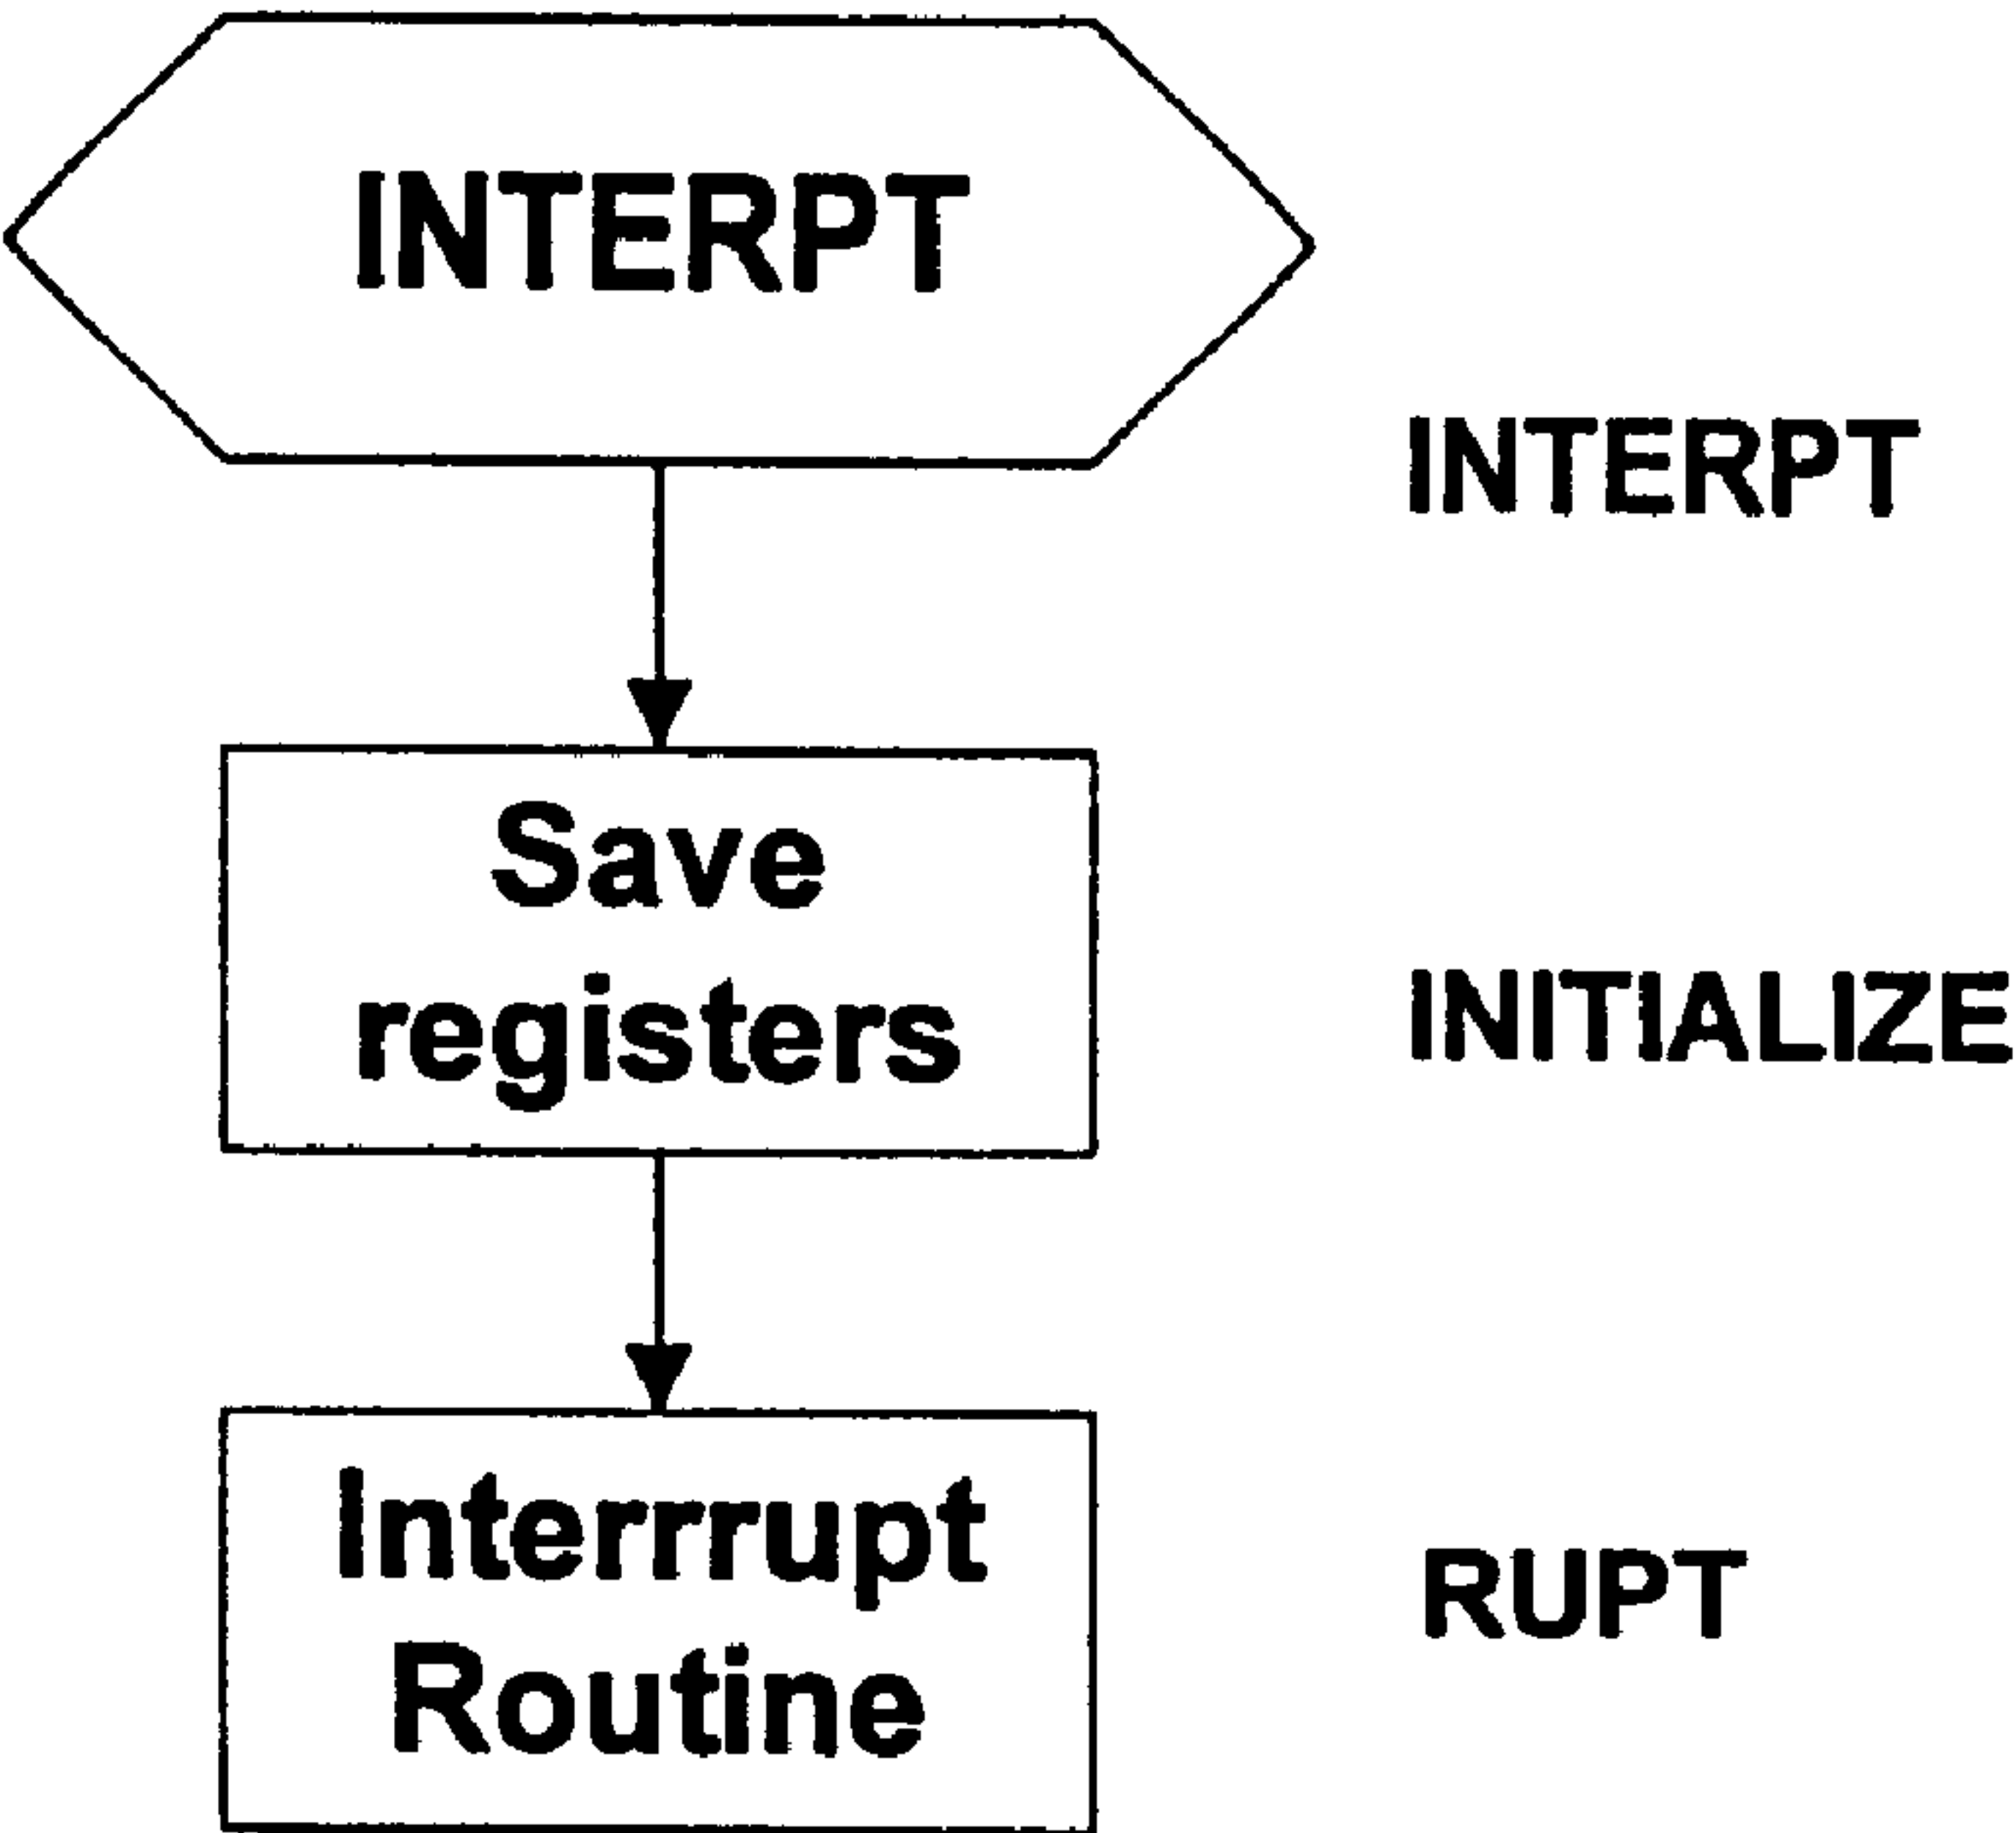 INTERPT
INTERPT
Save
registers
INITIALIZE
Interrrupt
Routine
RUPT